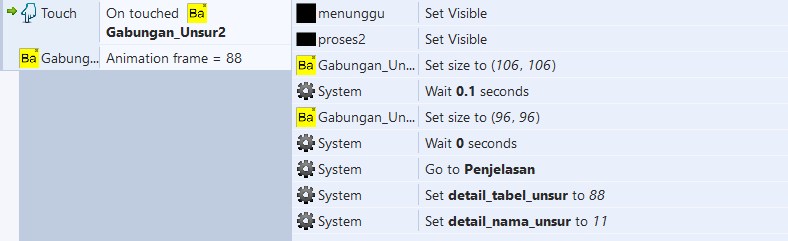 Touch On touched Ba
Gabungan_Unsur2
Ba Gabung... Animation frame = 88
menunggu Set Visible
proses2 Set Visible
Ba Gabungan_Un... Set size to (106, 106)
System Wait 0.1 seconds
Ba Gabungan_Un... Set size to (96, 96)
System Wait 0 seconds
System Go to Penjelasan
System Set detail_tabel_unsur to 88
System Set detail_nama_unsur to 11